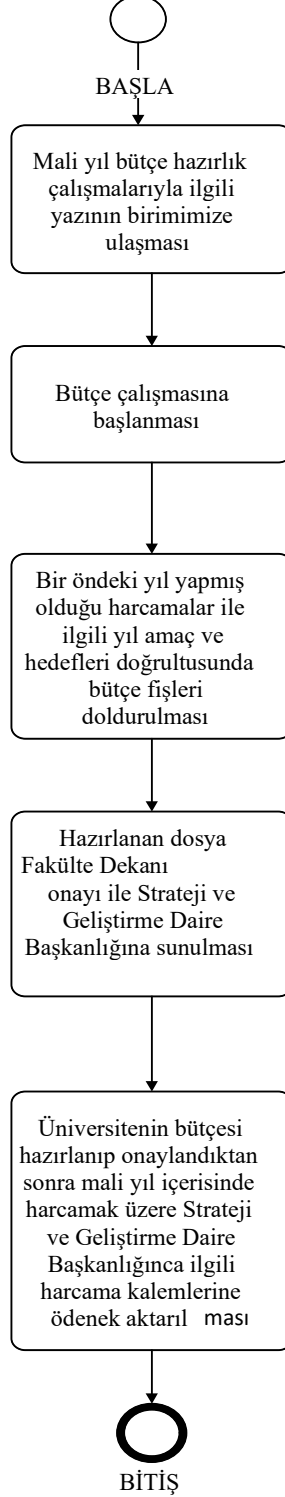 BAŞLA
Mali yıl bütçe hazırlık
çalışmalarıyla ilgili
yazının birimimize
ulaşması
Bütçe çalışmasına
başlanması
Bir öndeki yıl yapmış
olduğu harcamalar ile
ilgili yıl amaç ve
hedefleri doğrultusunda
bütçe fişleri
doldurulması
Hazırlanan dosya
Fakülte Dekanı
onayı ile Strateji ve
Geliştirme Daire
Başkanlığına sunulması
Üniversitenin bütçesi
hazırlanıp onaylandıktan
sonra mali yıl içerisinde
harcamak üzere Strateji
ve Geliştirme Daire
Başkanlığınca ilgili
harcama kalemlerine
ödenek aktarıl ması
BİTİŞ